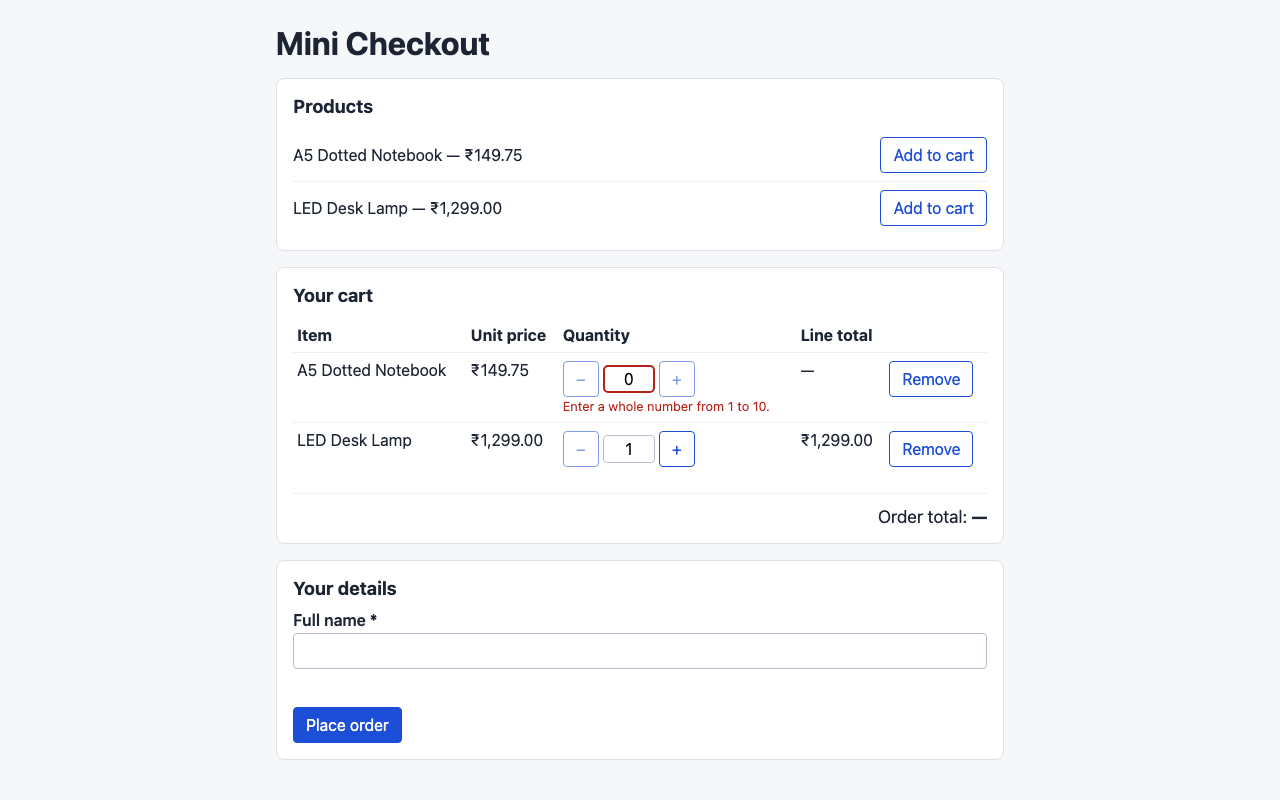 Mini Checkout
Products
A5 Dotted Notebook — ₹149.75 Add to cart
LED Desk Lamp — ₹1,299.00 Add to cart
Your cart
Item Unit price Quantity Line total
A5 Dotted Notebook ₹149.75 − 0 + — Remove
Enter a whole number from 1 to 10.
LED Desk Lamp ₹1,299.00 − 1 + ₹1,299.00 Remove
Order total: —
Your details
Full name *
Place order